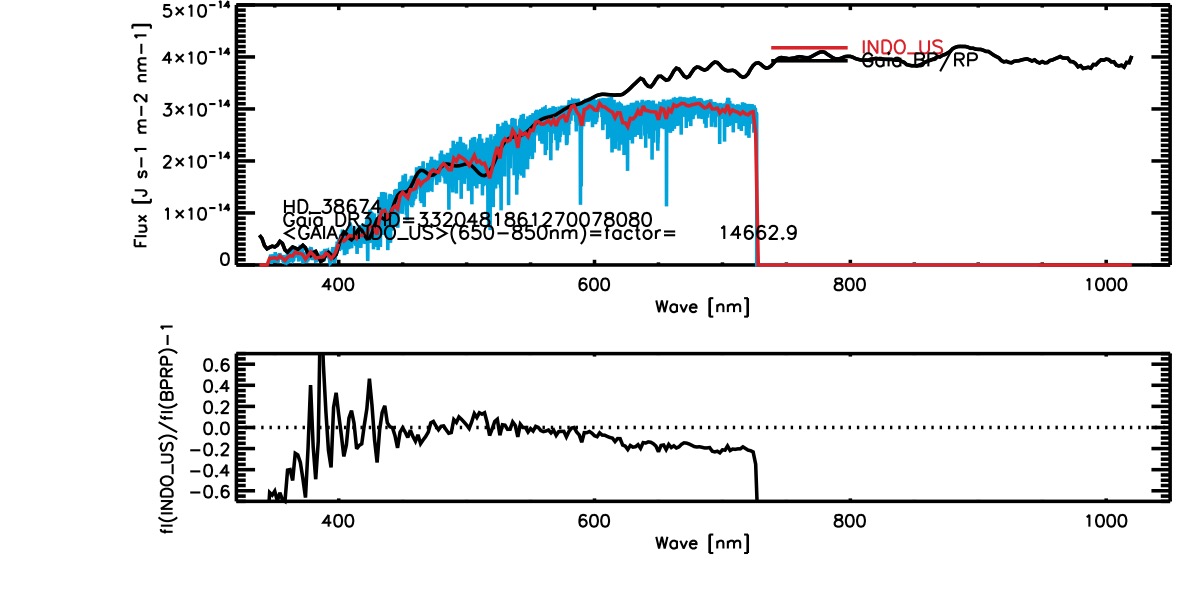 5×10−14
4×10−14
3×10−14
2×10−14
1×10−14
0
Flux [J s−1 m−2 nm−1]
INDO_US
Gaia BP/RP
HD_38674
Gaia DR3 ID=3320481861270078080
<GAIA/INDO_US>(650−850nm)=factor= 14662.9
400 600 800 1000
Wave [nm]
fl(INDO_US)/fl(BPRP)−1
0.6
0.4
0.2
0.0
−0.2
−0.4
−0.6
400 600 800 1000
Wave [nm]